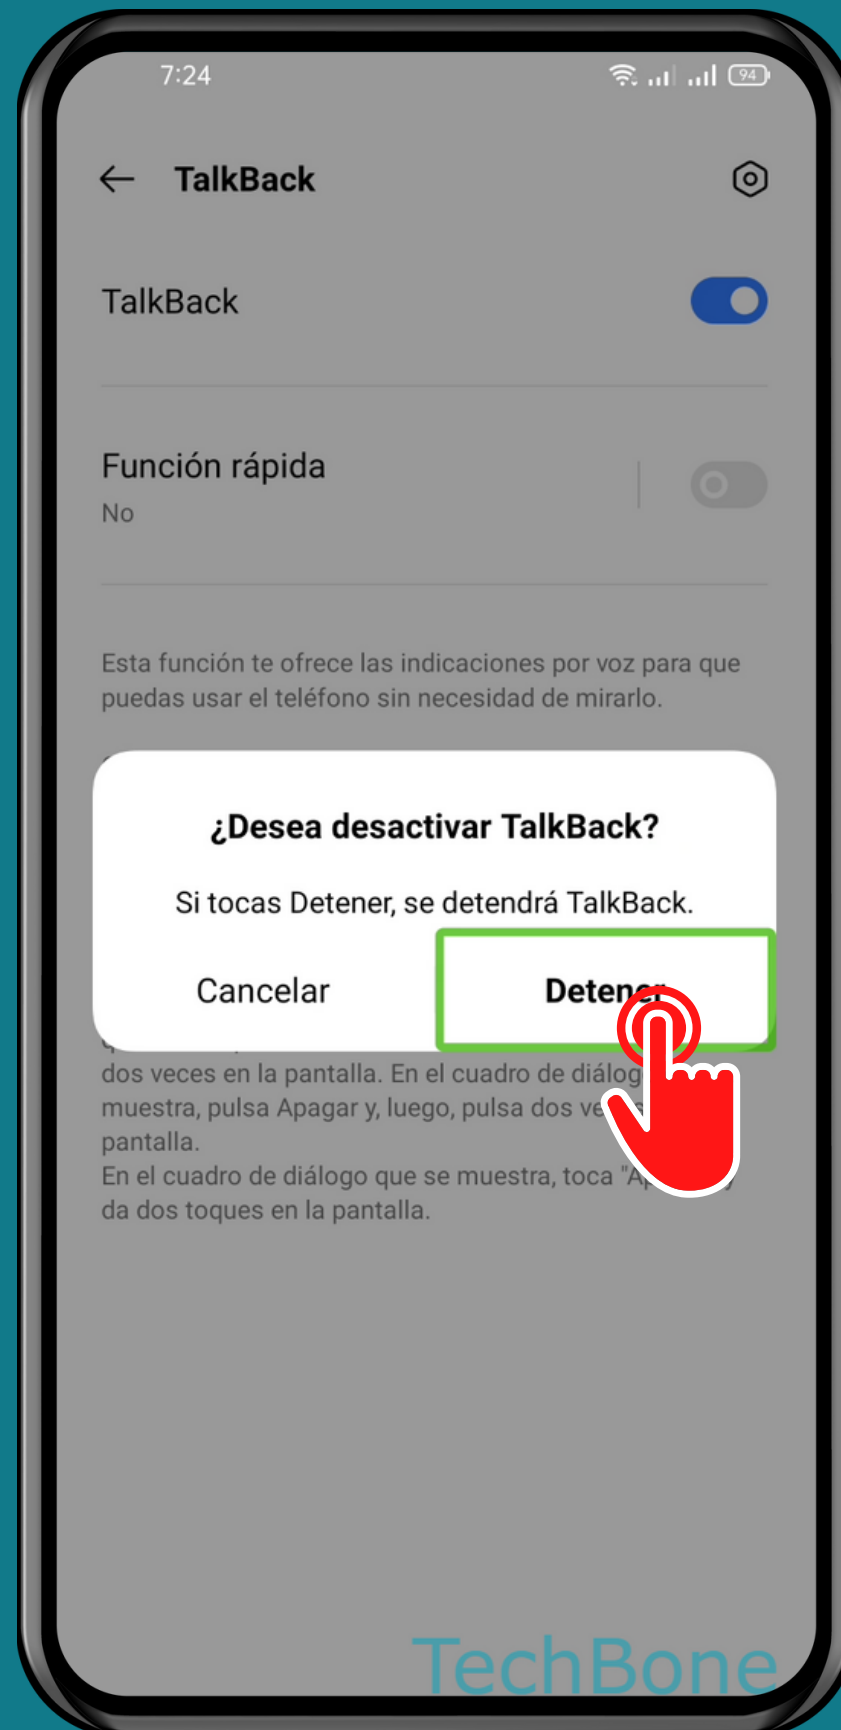 7:24
94
TalkBack
TalkBack
Función rápida
No
Esta función te ofrece las indicaciones por voz para que
puedas usar el teléfono sin necesidad de mirarlo.
¿Desea desactivar TalkBack?
Si tocas Detener, se detendrá TalkBack.
Cancelar
Detener
dos veces en la pantalla. En el cuadro de
muestra, pulsa Apagar y, luego, pulsa dos
pantalla.
En el cuadro de diálogo que se muestra, toca
da dos toques en la pantalla.
TechBone